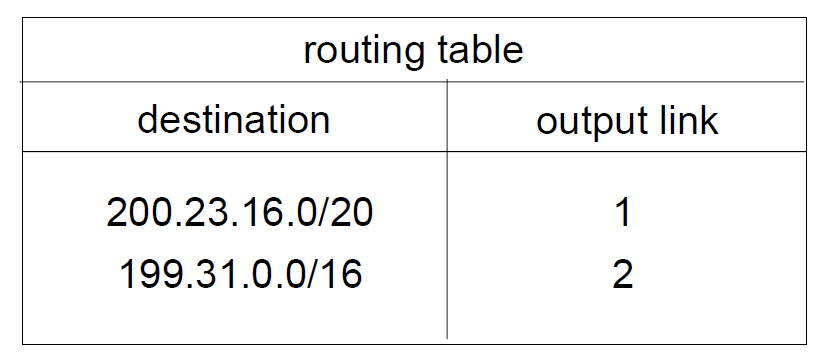 routing table
destination output link
200.23.16.0/20 1
199.31.0.0/16 2